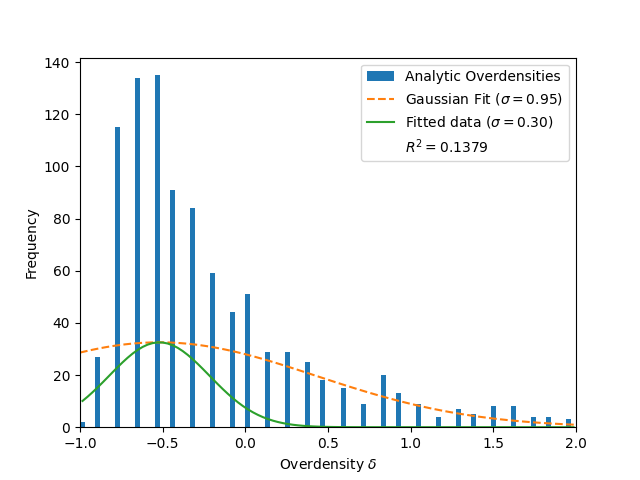 140
120
100
80
60
40
20
0
Frequency
Analytic Overdensities
Gaussian Fit (σ = 0.95)
Fitted data (σ = 0.30)
R² = 0.1379
−1.0 −0.5 0.0 0.5 1.0 1.5 2.0
Overdensity δ